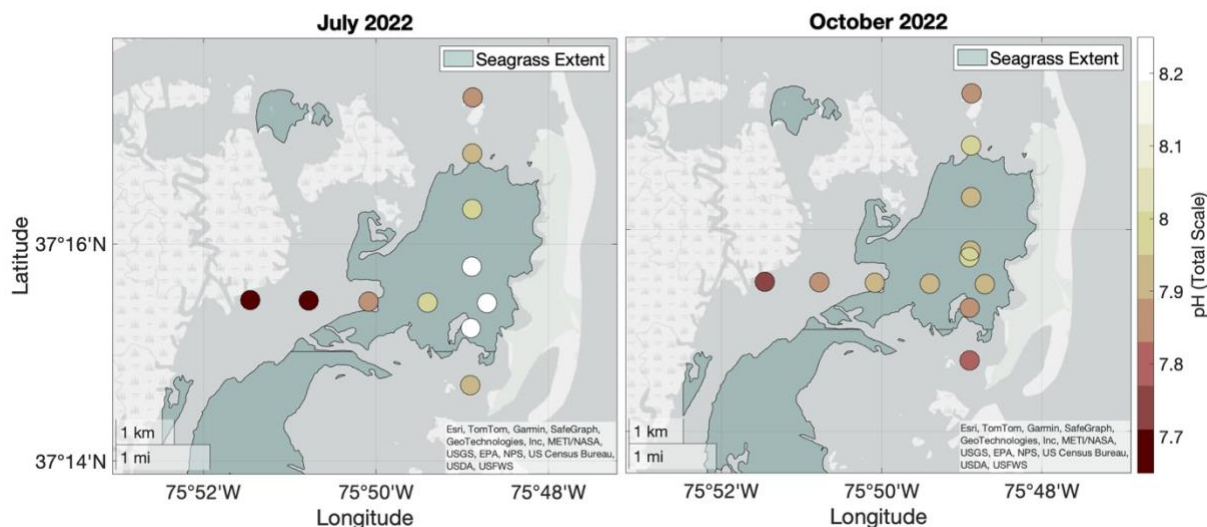 July 2022
October 2022
Seagrass Extent
Seagrass Extent
8.2
8.1
8
7.9
7.8
7.7
pH (Total Scale)
Latitude
37°16'N
37°14'N
1 km
1 mi
Esri, TomTom, Garmin, SafeGraph,
GeoTechnologies, Inc, METI/NASA,
USGS, EPA, NPS, US Census Bureau,
USDA, USFWS
1 km
1 mi
Esri, TomTom, Garmin, SafeGraph,
GeoTechnologies, Inc, METI/NASA,
USGS, EPA, NPS, US Census Bureau,
USDA, USFWS
75°52'W
75°50'W
75°48'W
75°52'W
75°50'W
75°48'W
Longitude
Longitude